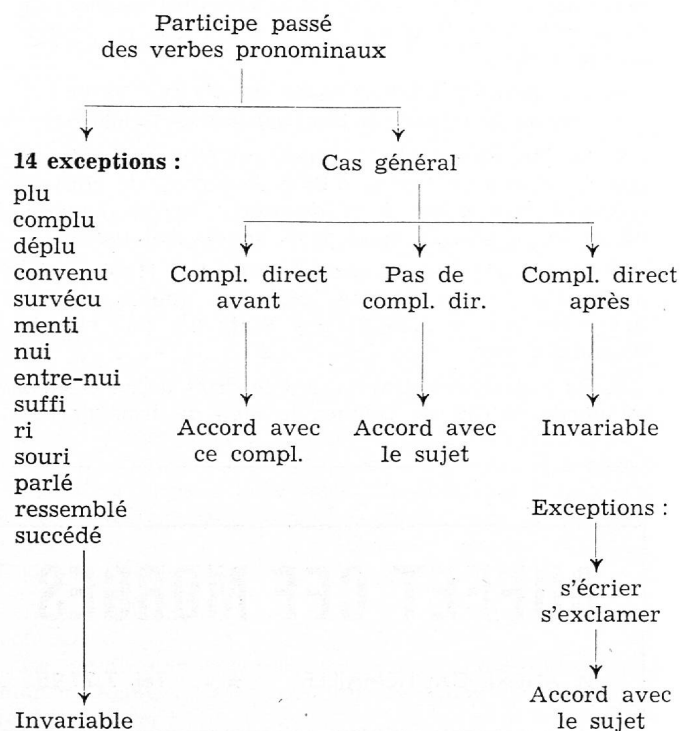 Participe passé
des verbes pronominaux
14 exceptions :
plu
complu
déplu
convenu
survécu
menti
nui
entre-nui
suffi
ri
souri
parlé
ressemblé
succédé
Invariable
Cas général
Compl. direct
avant
Accord avec
ce compl.
Pas de
compl. dir.
Accord avec
le sujet
Compl. direct
après
Invariable
Exceptions :
s'écrier
s'exclamer
Accord avec
le sujet